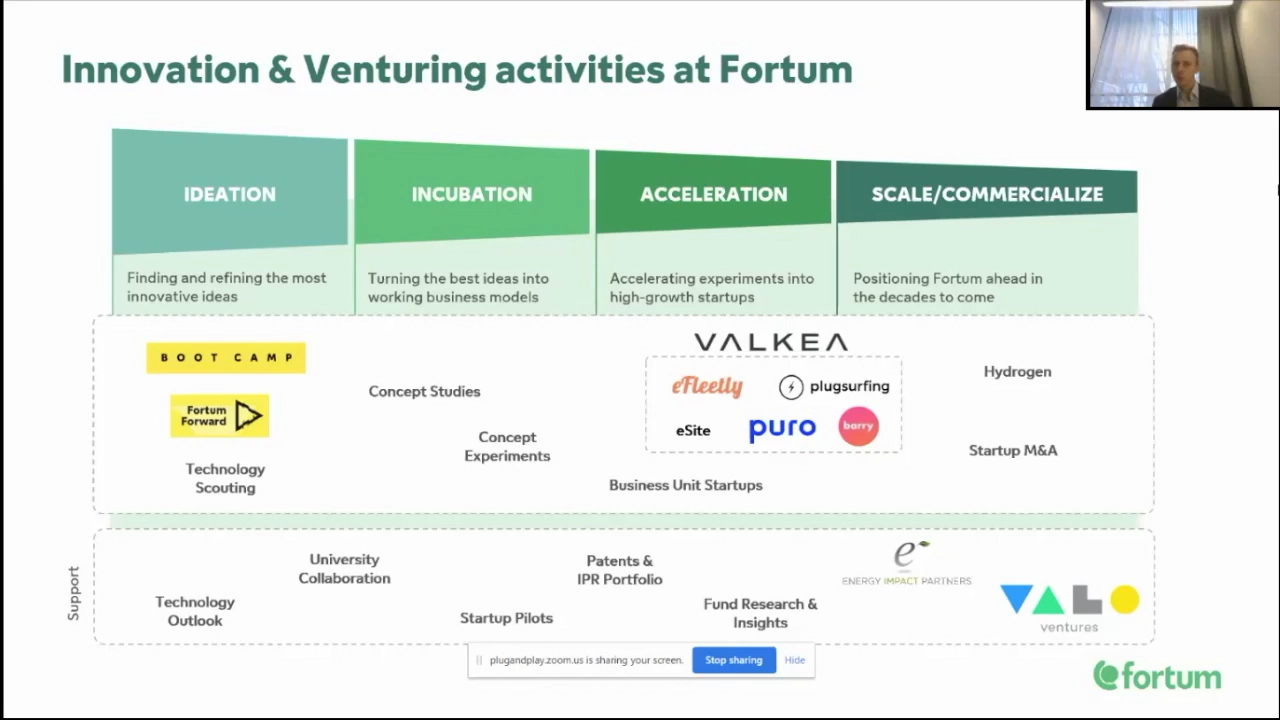 Innovation & Venturing activities at Fortum
IDEATION
INCUBATION
ACCELERATION
SCALE/COMMERCIALIZE
Finding and refining the most
innovative ideas
Turning the best ideas into
working business models
Accelerating experiments into
high-growth startups
Positioning Fortum ahead in
the decades to come
BOOT CAMP
Fortum
Forward
Technology
Scouting
Concept Studies
Concept
Experiments
VALKEA
eFleetly
plugsurfing
eSite
puro
barry
Business Unit Startups
Hydrogen
Startup M&A
Support
University
Collaboration
Technology
Outlook
Patents &
IPR Portfolio
Startup Pilots
Fund Research &
Insights
e
ENERGY IMPACT PARTNERS
VALO
ventures
plugandplay.zoom.us is sharing your screen.
Stop sharing
Hide
fortum